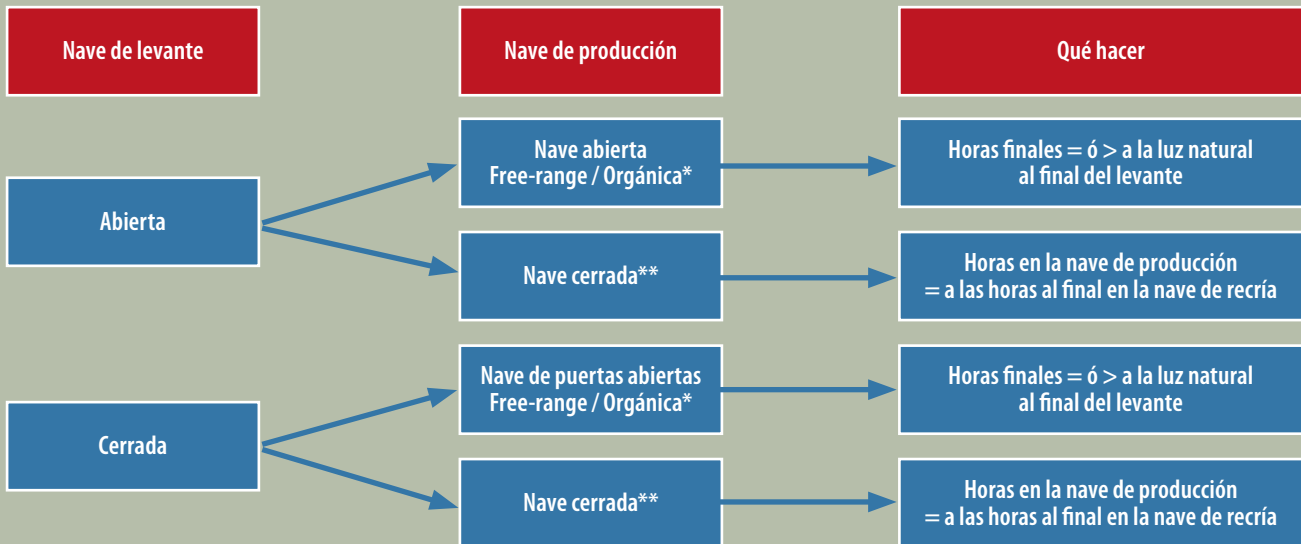 Nave de levante
Nave de producción
Qué hacer
Abierta
Nave abierta
Free-range / Orgánica*
Horas finales = ó > a la luz natural
al final del levante
Nave cerrada**
Horas en la nave de producción
= a las horas al final en la nave de recría
Cerrada
Nave de puertas abiertas
Free-range / Orgánica*
Horas finales = ó > a la luz natural
al final del levante
Nave cerrada**
Horas en la nave de producción
= a las horas al final en la nave de recría